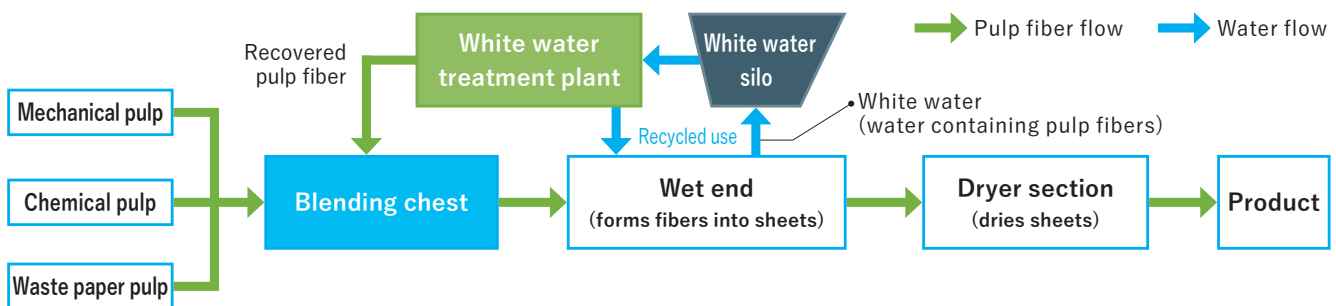 Pulp fiber flow
Water flow
Recovered
pulp fiber
White water
treatment plant
White water
silo
Mechanical pulp
White water
(water containing pulp fibers)
Recycled use
Chemical pulp
Blending chest
Wet end
(forms fibers into sheets)
Dryer section
(dries sheets)
Product
Waste paper pulp